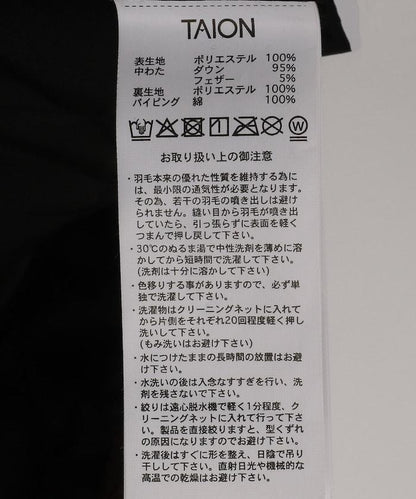 TAION
表生地 ポリエステル 100%
中わた ダウン 95%
フェザー 5%
裏生地 ポリエステル 100%
パイピング 綿 100%
お取り扱い上の御注意
・羽毛本来の優れた性質を維持する為に
は、最小限の通気性が必要となります。
その為、若干の羽毛の噴き出しは避け
られません。縫い目から羽毛が噴き出
していたら、引っ張らずに表面を軽く
つまんで中に押し戻して下さい。
・30℃のぬるま湯で中性洗剤を薄めに溶
かしてから短時間で洗濯して下さい。
(洗剤は十分に溶かして下さい)
・色移りする事がありますので、必ず単
独で洗濯して下さい。
・洗濯物はクリーニングネットに入れて
から片側をそれぞれ20回程度軽く押し
洗いして下さい。
(もみ洗いはお避け下さい)
・水につけたままの長時間の放置はお避
け下さい。
・水洗いの後は入念なすすぎを行い、洗
剤を残さないで下さい。
・絞りは遠心脱水機で軽く1分程度、ク
リーニングネットに入れて行って下さ
い。製品を直接絞りますと、型くずれ
の原因になりますのでお避け下さい。
・洗濯後はすぐに形を整え、日陰で吊り
干しして下さい。直射日光や機械的な
高温での乾燥はお避け下さい。